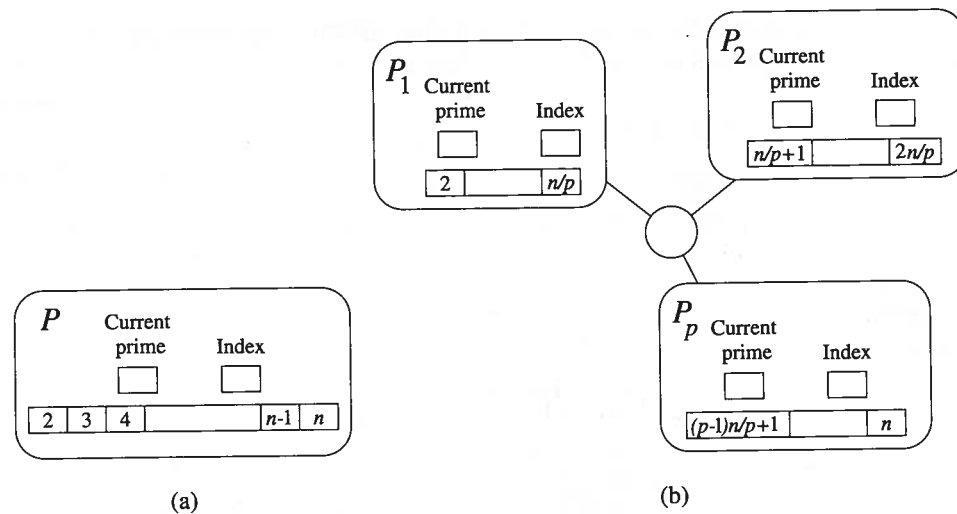 P1
Current
prime
Index
2
n/p
P2
Current
prime
Index
n/p+1
2n/p
P
Current
prime
Index
2 3 4 n-1 n
Pp
Current
prime
Index
(p-1)n/p+1
n
(a)
(b)